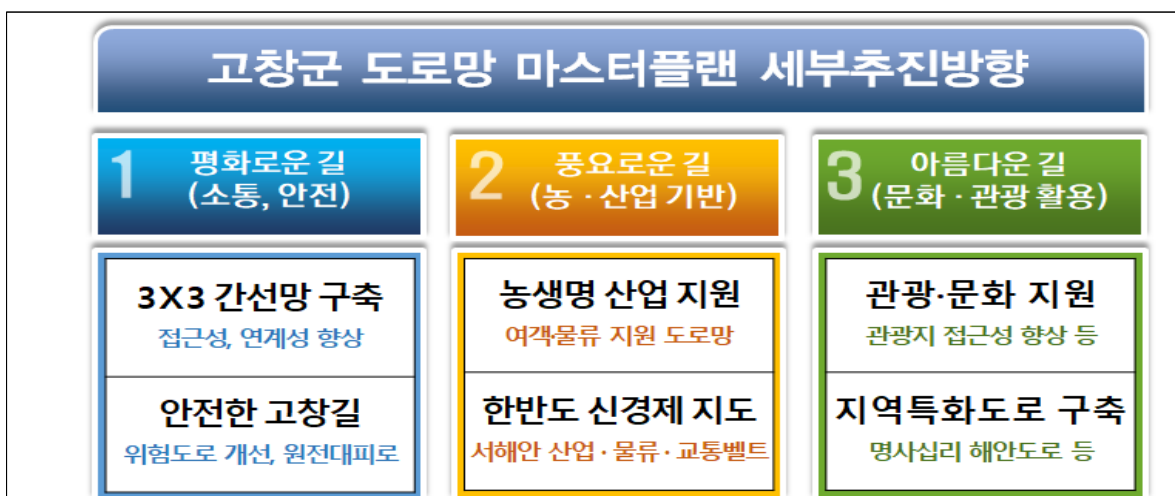 고창군 도로망 마스터플랜 세부추진방향
1 평화로운 길
(소통, 안전)
3X3 간선망 구축
접근성, 연계성 향상
안전한 고창길
위험도로 개선, 원전대피로
2 풍요로운 길
(농 · 산업 기반)
농생명 산업 지원
여객물류 지원 도로망
한반도 신경제 지도
서해안 산업 · 물류 · 교통벨트
3 아름다운 길
(문화 · 관광 활용)
관광·문화 지원
관광지 접근성 향상 등
지역특화도로 구축
명사십리 해안도로 등